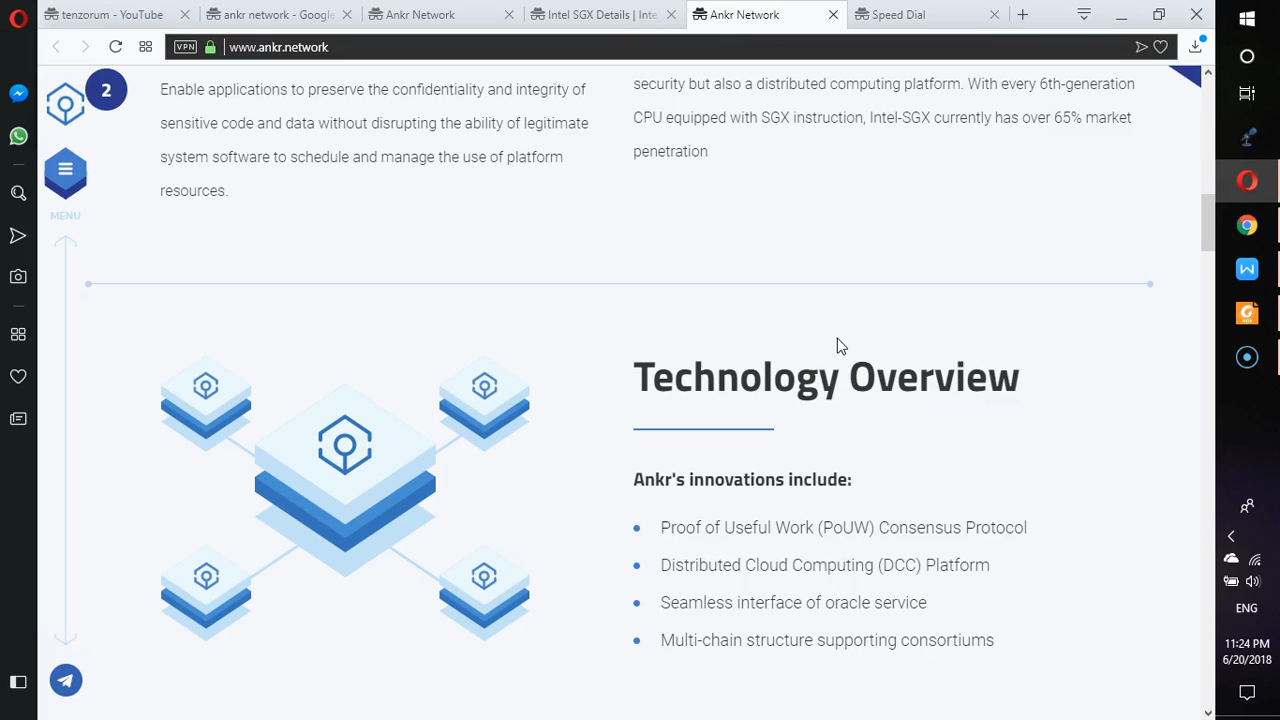 tenzorum - YouTube
ankr network - Google
Ankr Network
Intel SGX Details | Inte
Ankr Network
Speed Dial
VPN
www.ankr.network
2
MENU
Enable applications to preserve the confidentiality and integrity of
sensitive code and data without disrupting the ability of legitimate
system software to schedule and manage the use of platform
resources.
security but also a distributed computing platform. With every 6th-generation
CPU equipped with SGX instruction, Intel-SGX currently has over 65% market
penetration
Technology Overview
Ankr's innovations include:
Proof of Useful Work (PoUW) Consensus Protocol
Distributed Cloud Computing (DCC) Platform
Seamless interface of oracle service
Multi-chain structure supporting consortiums
ENG
11:24 PM
6/20/2018